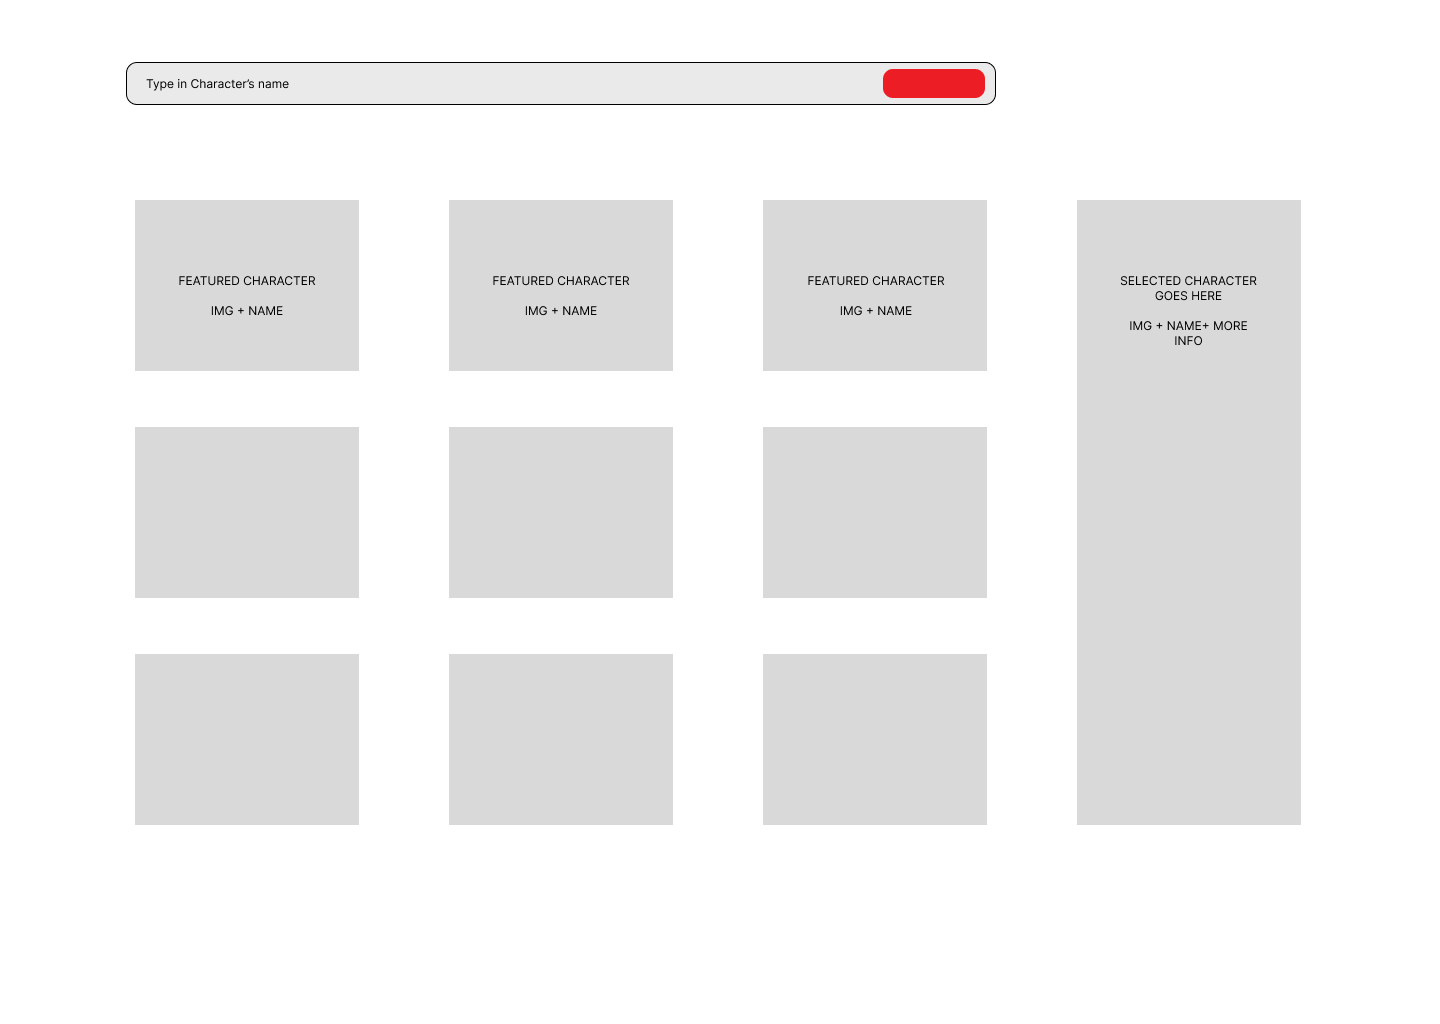 Type in Character’s name
FEATURED CHARACTER
IMG + NAME
FEATURED CHARACTER
IMG + NAME
FEATURED CHARACTER
IMG + NAME
SELECTED CHARACTER
GOES HERE
IMG + NAME+ MORE
INFO